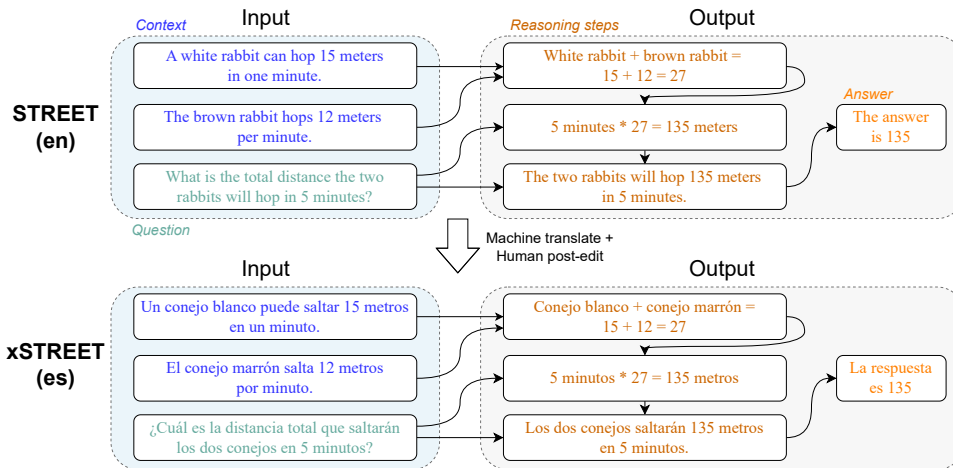 Input
Output
Context
Reasoning steps
A white rabbit can hop 15 meters
in one minute.
White rabbit + brown rabbit =
15 + 12 = 27
STREET
(en)
The brown rabbit hops 12 meters
per minute.
5 minutes * 27 = 135 meters
Answer
The answer
is 135
What is the total distance the two
rabbits will hop in 5 minutes?
The two rabbits will hop 135 meters
in 5 minutes.
Question
Machine translate +
Human post-edit
Input
Output
Un conejo blanco puede saltar 15 metros
en un minuto.
Conejo blanco + conejo marrón =
15 + 12 = 27
xSTREET
(es)
El conejo marrón salta 12 metros
por minuto.
5 minutos * 27 = 135 metros
La respuesta
es 135
¿Cuál es la distancia total que saltarán
los dos conejos en 5 minutos?
Los dos conejos saltarán 135 metros
en 5 minutos.